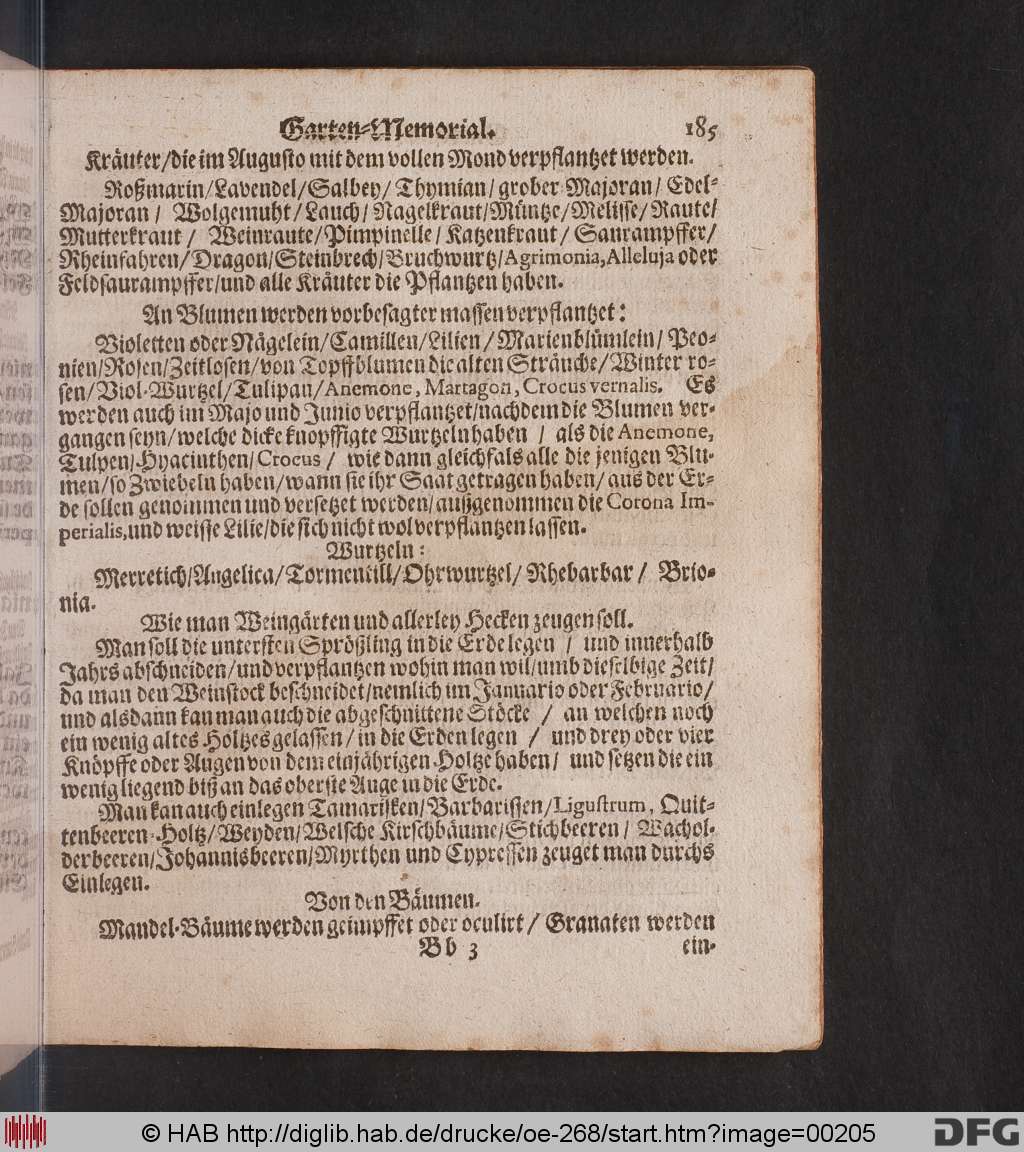 Garten-Memorial. 185
Kräuter/die im Augusto mit dem vollen Mond verpflantzet werden.
Roßmarin/Lavendel/Salbey/Thymian/grober Majoran/Edel-
Majoran/Wolgemuht/Lauch/Nagelkraut/Müntze/Melisse/Raute/
Mutterkraut/Weinraute/Pimpinelle/Katzenkraut/Saurampffer/
Rheinfahren/Dragon/Steinbrech/Bruchwurtz/Agrimonia, Alleluja oder
Feldsaurampffer/und alle Kräuter die Pflantzen haben.
An Blumen werden vorbesagter massen verpflantzet:
Violetten oder Nägelein/Camillen/Lilien/Marienblümlein/Peo-
nien/Rosen/Zeitlosen/von Topffblumen die alten Sträuche/Winter ro-
sen/Viol-Wurtzel/Tulipan/Anemone, Martagon, Crocus vernalis. Es
werden auch im Majo und Junio verpflantzet/nachdem die Blumen ver-
gangen seyn/welche dicke knopffigte Wurtzeln haben/als die Anemone,
Tulpen/Hyacinthen/Crocus/wie dann gleichfals alle die jenigen Blu-
men/so Zwiebeln haben/wann sie ihr Saat getragen haben/aus der Er-
de sollen genommen und versetzet werden/außgenommen die Corona Im-
perialis, und weisse Lilie/die sich nicht wol verpflantzen lassen.
Wurtzeln:
Merretich/Angelica/Tormentill/Ohrwurtzel/Rhebarbar/Brio-
nia.
Wie man Weingärten und allerley Hecken zeugen soll.
Man soll die untersten Sprößling in die Erde legen/und innerhalb
Jahrs abschneiden/und verpflantzen wohin man wil/umb dieselbige Zeit/
da man den Weinstock beschneidet/nemlich im Januario oder Februario/
und alsdann kan man auch die abgeschnittene Stöcke/an welchen noch
ein wenig altes Holtzes gelassen/in die Erden legen/und drey oder vier
Knöpffe oder Augen von dem einjährigen Holtze haben/und setzen die ein
wenig liegend biß an das oberste Auge in die Erde.
Man kan auch einlegen Tamarisken/Barbarissen/Ligustrum, Quit-
tenbeeren-Holtz/Weyden/Welsche Kirschbäume/Stichbeeren/Wachol-
derbeeren/Johannisbeeren/Myrthen und Cypressen zeuget man durchs
Einlegen.
Von den Bäumen.
Mandel-Bäume werden geimpffet oder oculirt/Granaten werden
Bb 3 ein-
© HAB http://diglib.hab.de/drucke/oe-268/start.htm?image=00205 DFG